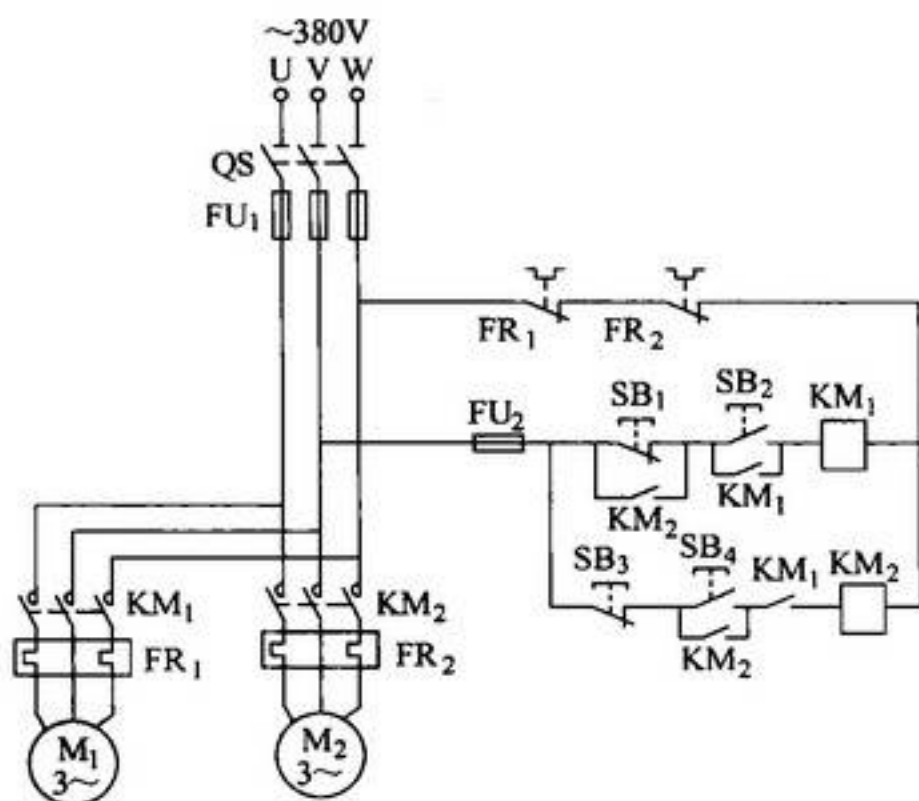 ~380V
U V W
QS
FU₁
FR₁ FR₂
SB₁ SB₂ KM₁
FU₂
KM₂ KM₁
SB₃ SB₄ KM₁ KM₂
KM₁ KM₂
KM₂
FR₁ FR₂
M₁
3~
M₂
3~